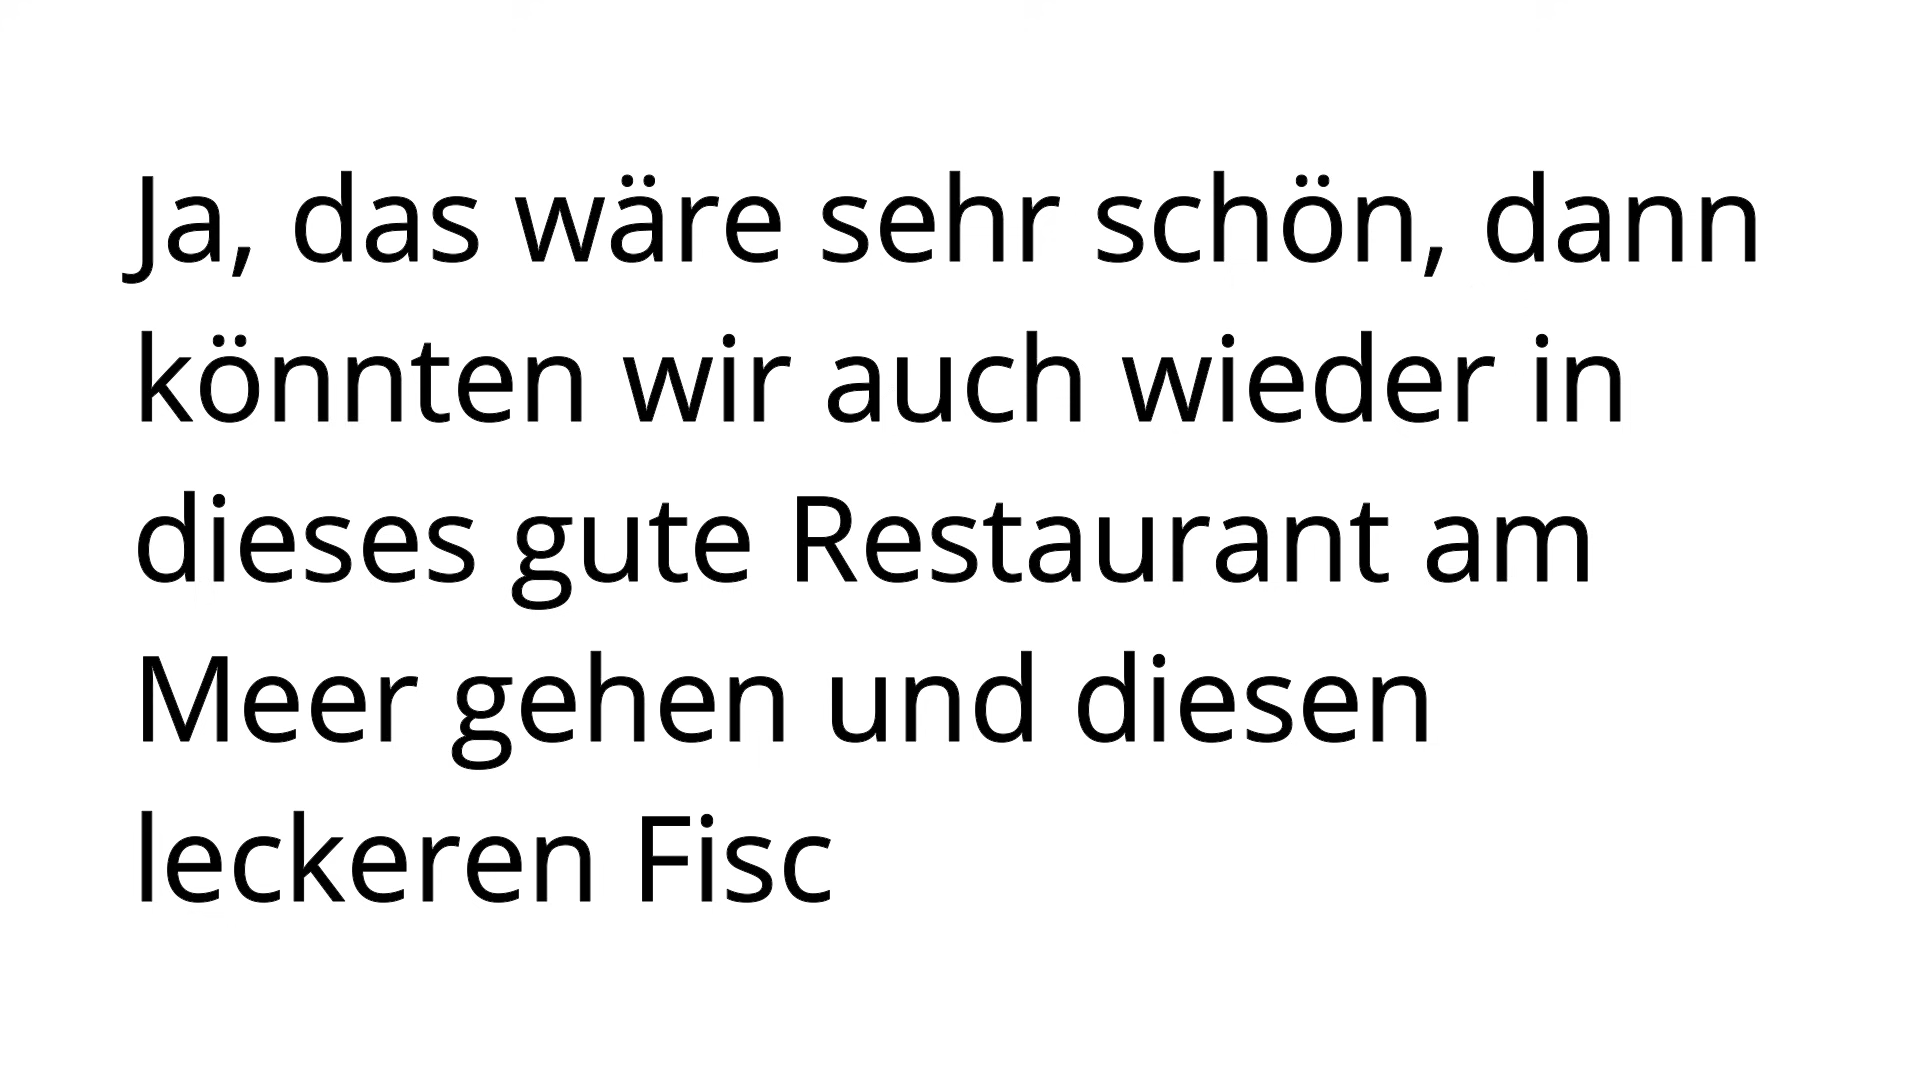 Ja, das wäre sehr schön, dann
könnten wir auch wieder in
dieses gute Restaurant am
Meer gehen und diesen
leckeren Fisc